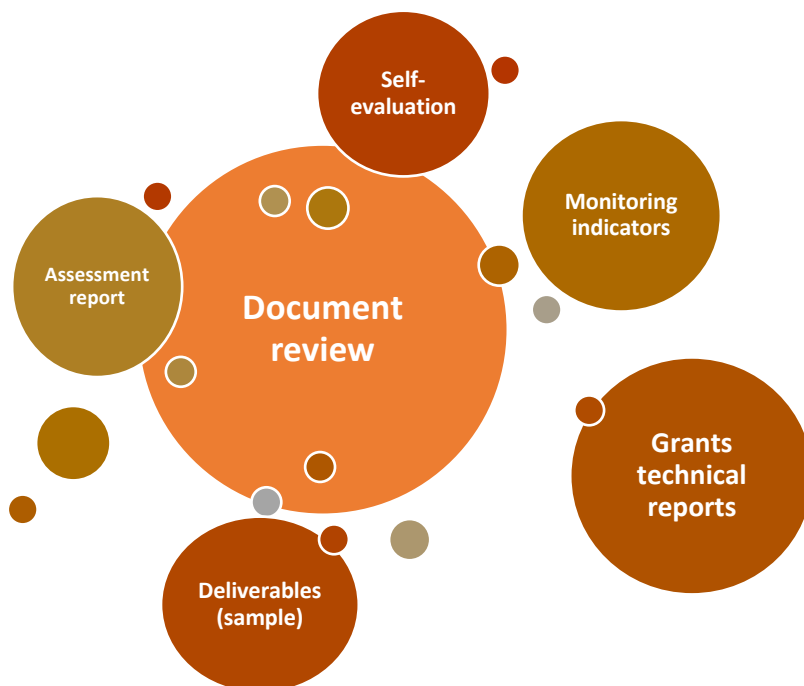 Self-
evaluation
Monitoring
indicators
Assessment
report
Document
review
Grants
technical
reports
Deliverables
(sample)